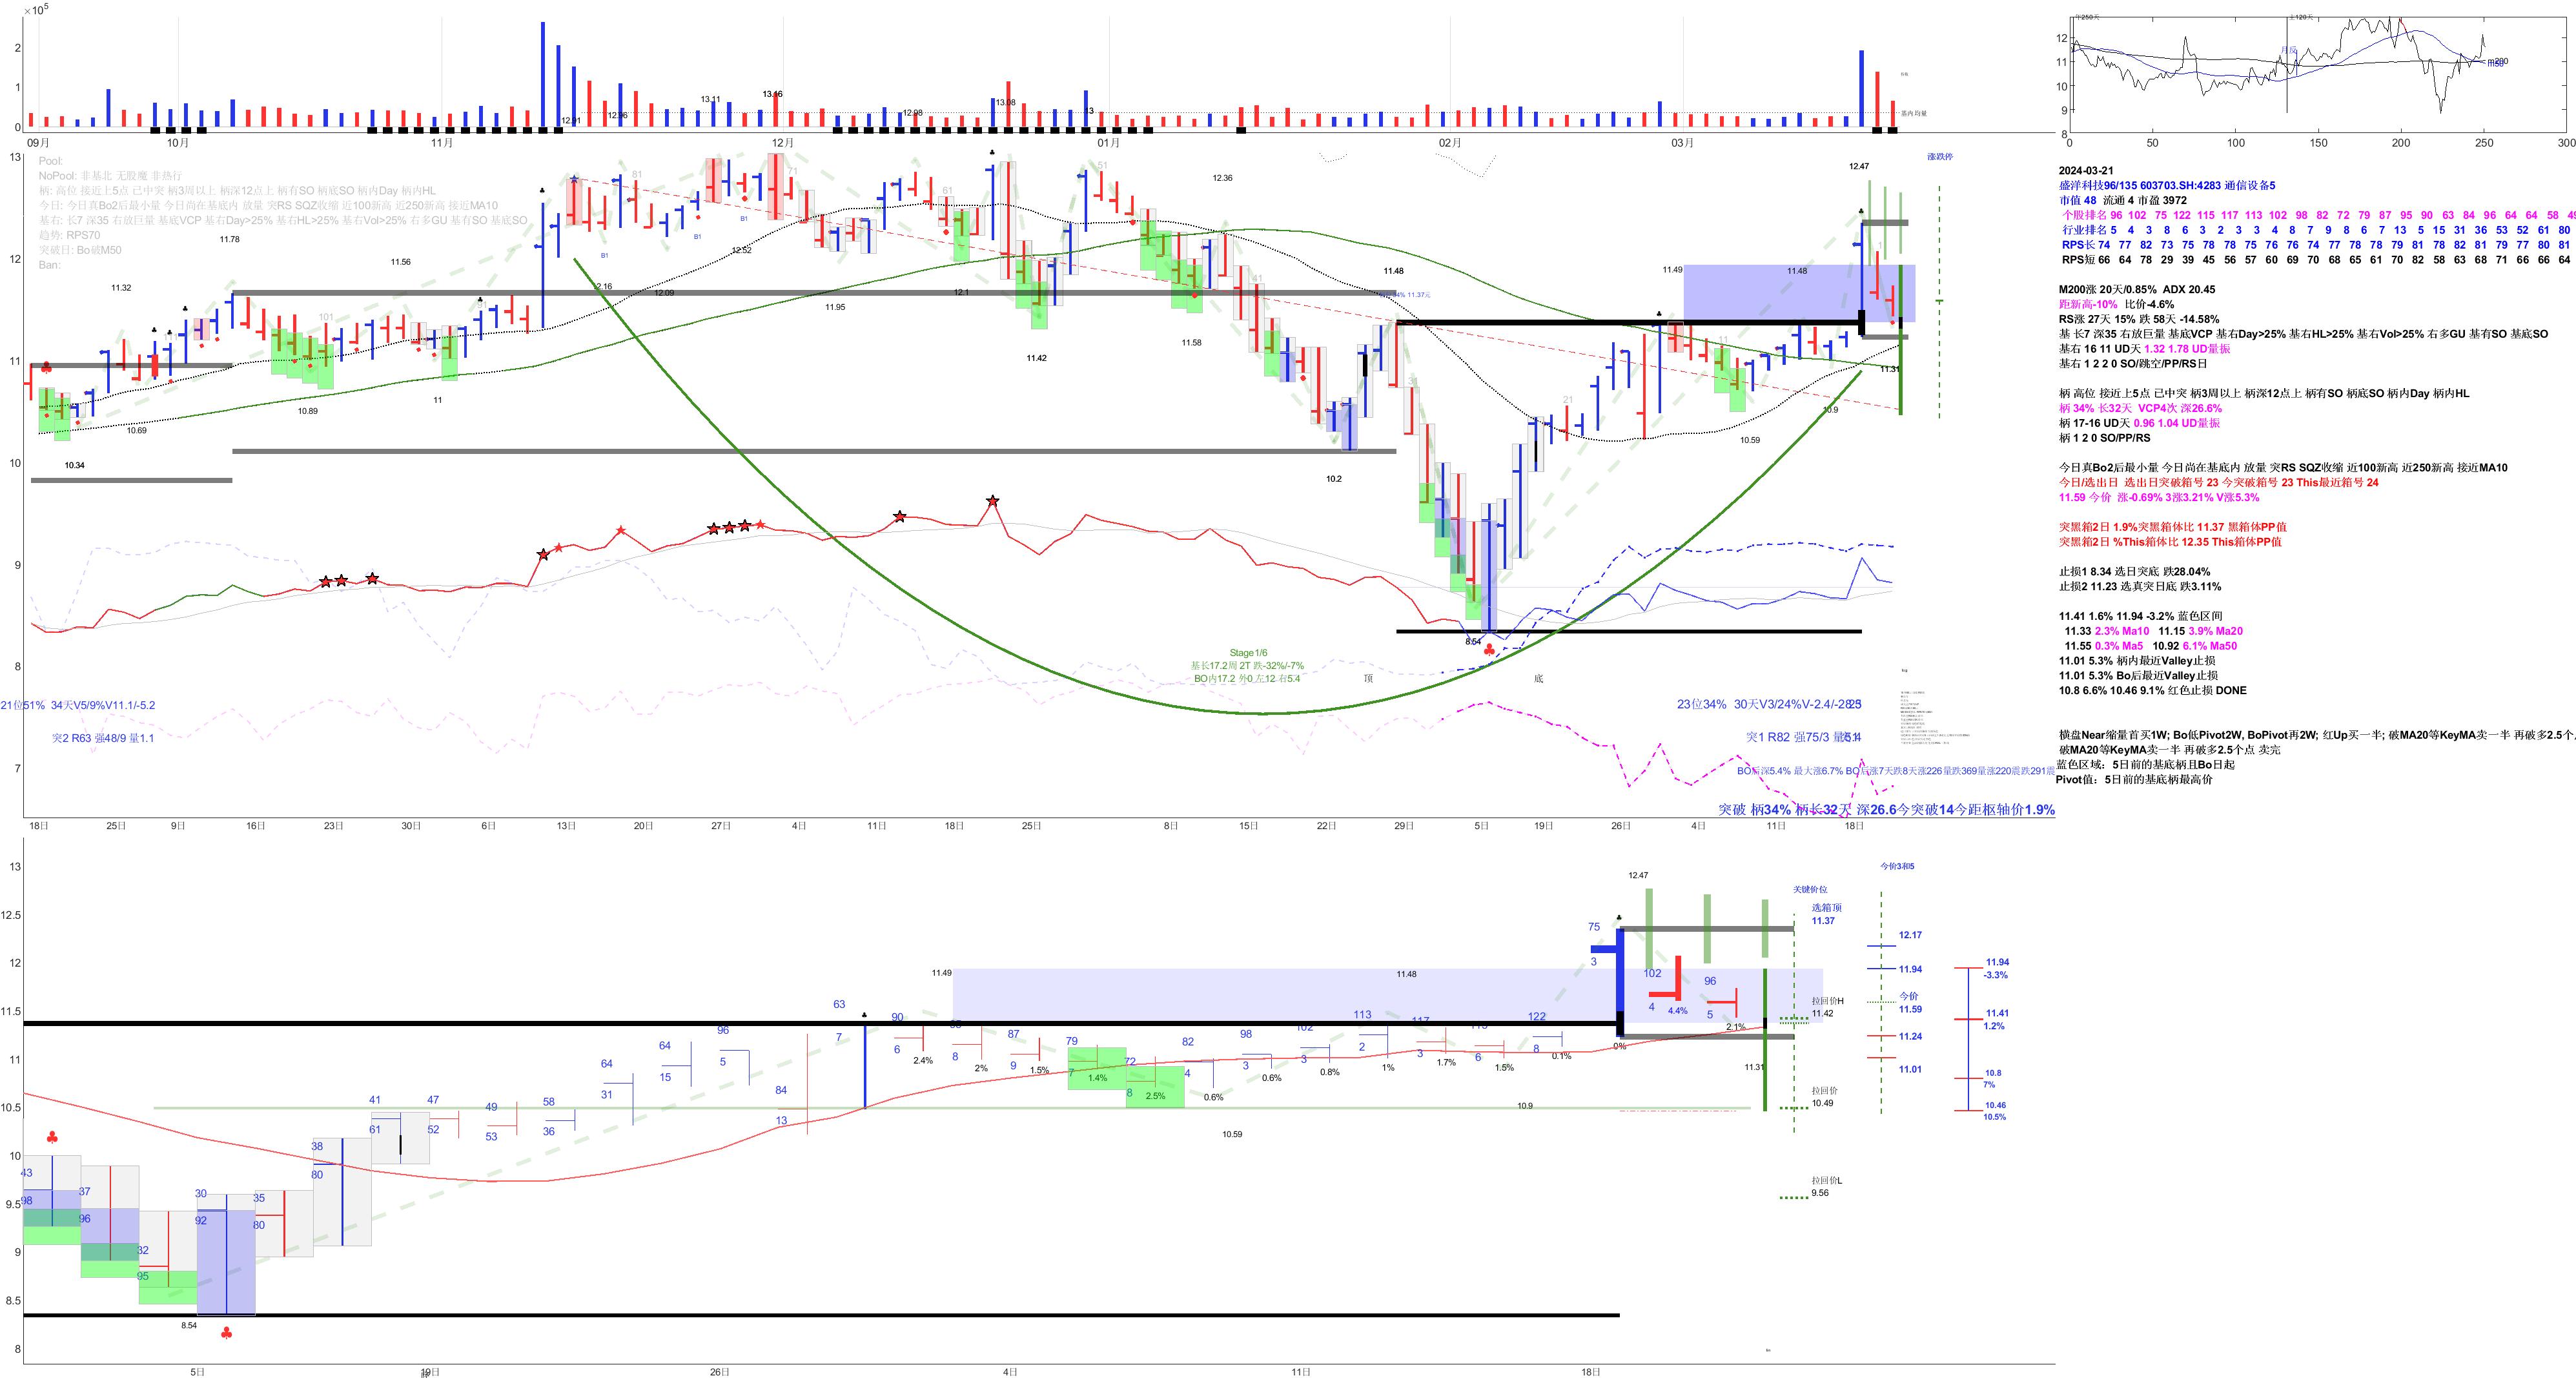 ×10⁵
2
1
0
09月
10月
11月
12月
01月
02月
03月
12.91
12.96
13.11
13.16
12.98
13.08
13
基内均量
涨跌停
Pool:
NoPool: 非基北 无股魔 非热行
柄: 高位 接近上5点 已中突 柄3周以上 柄深12点上 柄有SO 柄底SO 柄内Day 柄内HL
今日: 今日真Bo2后最小量 今日尚在基底内 放量 突RS SQZ收缩 近100新高 近250新高 接近MA10
基右: 长7 深35 右放巨量 基底VCP 基右Day>25% 基右HL>25% 基右Vol>25% 右多GU 基有SO 基底SO
趋势: RPS70
突破日: Bo破M50
Ban:
13
12
11
10
9
8
7
11.32
11.78
11.56
10.34
10.69
10.89
11
101
81
61
51
41
21
B1
B1
B1
12.16
12.09
12.52
11.95
12.1
11.42
11.58
12.36
10.2
11.48
8.54
11.49
11.48
10.59
10.9
11.31
12.47
Stage1/6
基长17.2周 2T 跌-32%/-7%
BO内17.2 外0 左12 右5.4
顶
底
21位51% 34天V5/9%V11.1/-5.2
突2 R63 强48/9 量1.1
23位34% 30天V3/24%V-2.4/-28.5
突1 R82 强75/3
BO后深5.4% 最大涨6.7% BO后涨7天跌8天涨226量跌369量涨220震跌291震
突破 柄34% 柄长32天 深26.6今突破14今距枢轴价1.9%
18日
25日
9日
16日
23日
30日
6日
13日
20日
27日
4日
11日
18日
25日
8日
15日
22日
29日
5日
19日
26日
4日
11日
18日
12
11
10
9
8
0
50
100
150
200
250
300
2024-03-21
盛洋科技96/135 603703.SH:4283 通信设备5
市值 48 流通 4 市盈 3972
个股排名 96 102 75 122 115 117 113 102 98 82 72 79 87 95 90 63 84 96 64 64 58 49
行业排名 5 4 3 8 6 3 2 3 3 4 8 7 9 8 6 7 13 5 15 31 36 53 52 61 80
RPS长 74 77 82 73 75 78 78 75 76 76 74 77 78 78 79 81 78 82 81 79 77 80 81
RPS短 66 64 78 29 39 45 56 57 60 69 70 68 65 61 70 82 58 63 68 71 66 66 64
M200涨 20天/0.85% ADX 20.45
距新高-10% 比价-4.6%
RS涨 27天 15% 跌 58天 -14.58%
基 长7 深35 右放巨量 基底VCP 基右Day>25% 基右HL>25% 基右Vol>25% 右多GU 基有SO 基底SO
基右 16 11 UD天 1.32 1.78 UD量振
基右 1 2 2 0 SO/跳空/PP/RS日
柄 高位 接近上5点 已中突 柄3周以上 柄深12点上 柄有SO 柄底SO 柄内Day 柄内HL
柄 34% 长32天 VCP4次 深26.6%
柄 17-16 UD天 0.96 1.04 UD量振
柄 1 2 0 SO/PP/RS
今日真Bo2后最小量 今日尚在基底内 放量 突RS SQZ收缩 近100新高 近250新高 接近MA10
今日/选出日 选出日突破箱号 23 今突破箱号 23 This最近箱号 24
11.59 今价 涨-0.69% 3涨3.21% V涨5.3%
突黑箱2日 1.9%突黑箱体比 11.37 黑箱体PP值
突黑箱2日 %This箱体比 12.35 This箱体PP值
止损1 8.34 选日突底 跌28.04%
止损2 11.23 选真突日底 跌3.11%
11.41 1.6% 11.94 -3.2% 蓝色区间
11.33 2.3% Ma10 11.15 3.9% Ma20
11.55 0.3% Ma5 10.92 6.1% Ma50
11.01 5.3% 柄内最近Valley止损
11.01 5.3% Bo后最近Valley止损
10.8 6.6% 10.46 9.1% 红色止损 DONE
横盘Near缩量首买1W; Bo低Pivot2W, BoPivot再2W; 红Up买一半; 破MA20等KeyMA卖一半 再破多2.5个点
破MA20等KeyMA卖一半 再破多2.5个点 卖完
蓝色区域：5日前的基底柄且Bo日起
Pivot值：5日前的基底柄最高价
13
12.5
12
11.5
11
10.5
10
9.5
9
8.5
8
43
98
37
96
32
95
30
92
35
80
38
80
41
61
47
52
49
53
58
36
64
31
64
15
96
5
84
13
63
7
90
6
2.4%
8
2%
87
9
1.5%
79
7
1.4%
72
8
2.5%
82
4
0.6%
98
3
0.6%
102
3
0.8%
113
2
1%
117
3
1.7%
115
6
1.5%
122
8
0.1%
75
3
0%
102
4
4.4%
96
5
2.1%
8.54
11.49
11.48
10.59
10.9
12.47
11.31
关键价位
选箱顶
11.37
拉回价H
11.42
拉回价
10.49
拉回价L
9.56
今价3和5
12.17
11.94
今价
11.59
11.24
11.01
11.94
-3.3%
11.41
1.2%
10.8
7%
10.46
10.5%
5日
19日
26日
4日
11日
18日